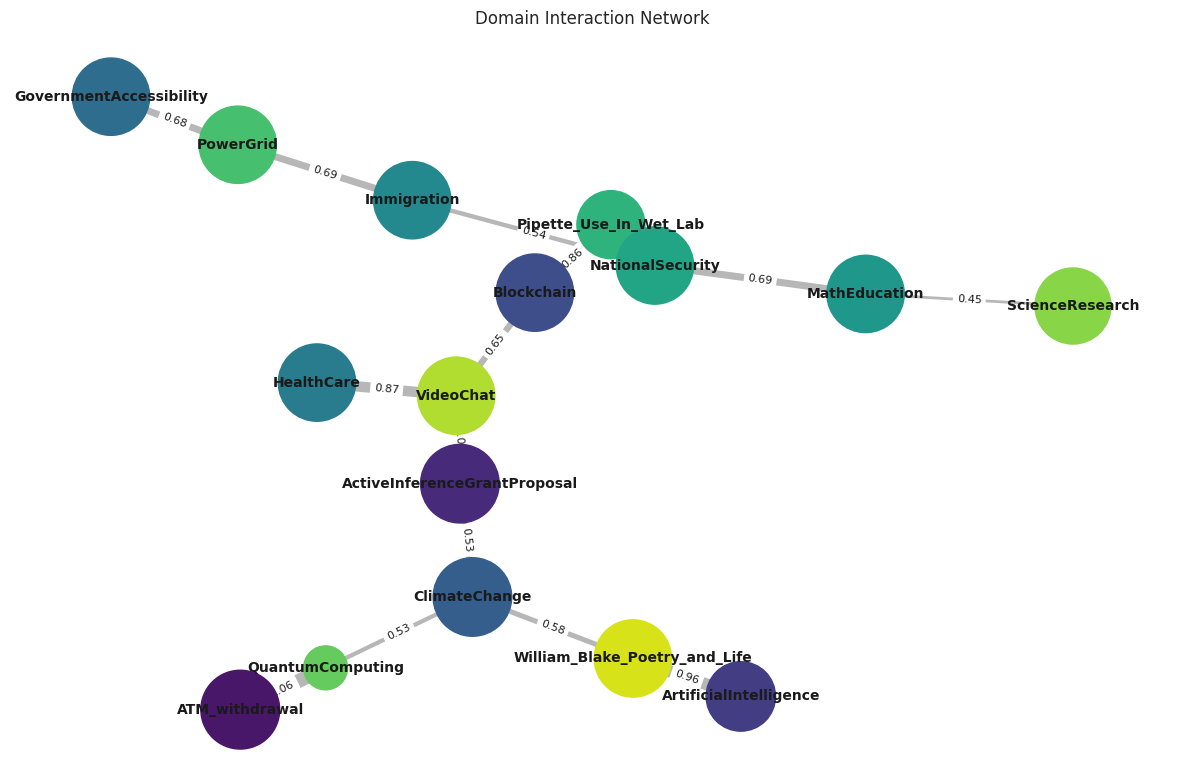 Domain Interaction Network
GovernmentAccessibility
0.68
PowerGrid
0.69
Immigration
0.54
Pipette_Use_In_Wet_Lab
0.86
NationalSecurity
Blockchain
0.69
MathEducation
0.45
ScienceResearch
0.65
HealthCare
0.87
VideoChat
ActiveInferenceGrantProposal
0.53
ClimateChange
0.53
0.58
QuantumComputing
William_Blake_Poetry_and_Life
0.96
ArtificialIntelligence
ATM_withdrawal